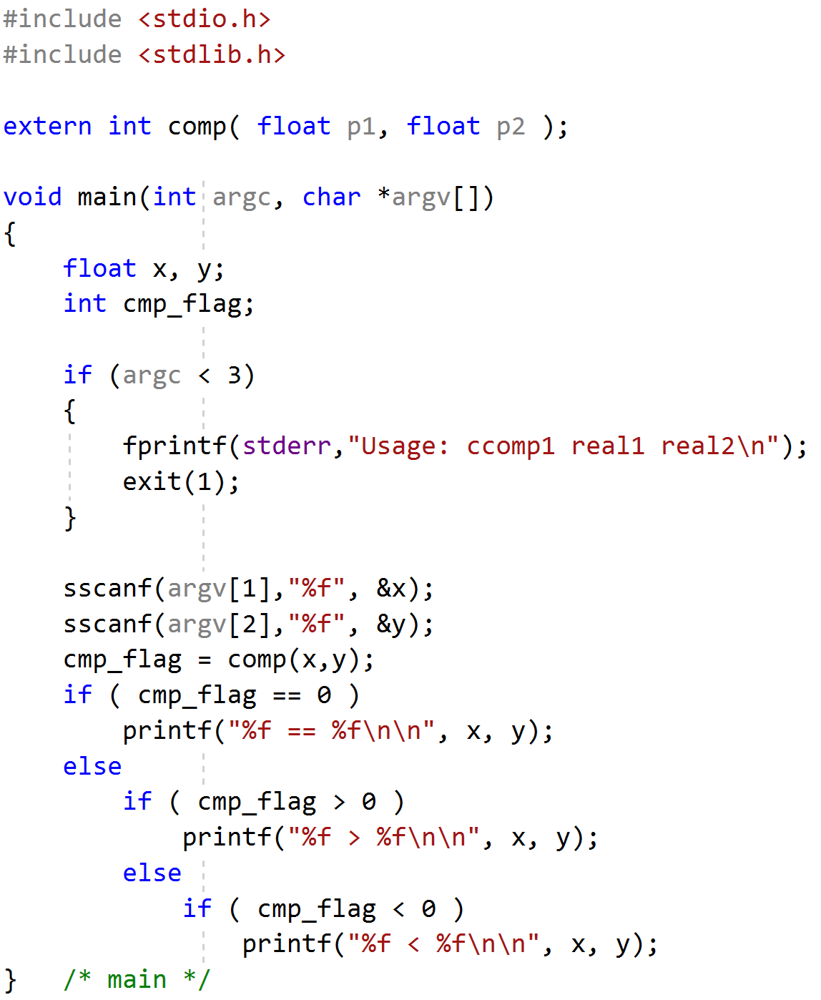 #include <stdio.h>
#include <stdlib.h>

extern int comp( float p1, float p2 );

void main(int argc, char *argv[])
{
    float x, y;
    int cmp_flag;

    if (argc < 3)
    {
        fprintf(stderr,"Usage: ccomp1 real1 real2\n");
        exit(1);
    }

    sscanf(argv[1],"%f", &x);
    sscanf(argv[2],"%f", &y);
    cmp_flag = comp(x,y);
    if ( cmp_flag == 0 )
        printf("%f == %f\n\n", x, y);
    else
        if ( cmp_flag > 0 )
            printf("%f > %f\n\n", x, y);
        else
            if ( cmp_flag < 0 )
                printf("%f < %f\n\n", x, y);
}   /* main */